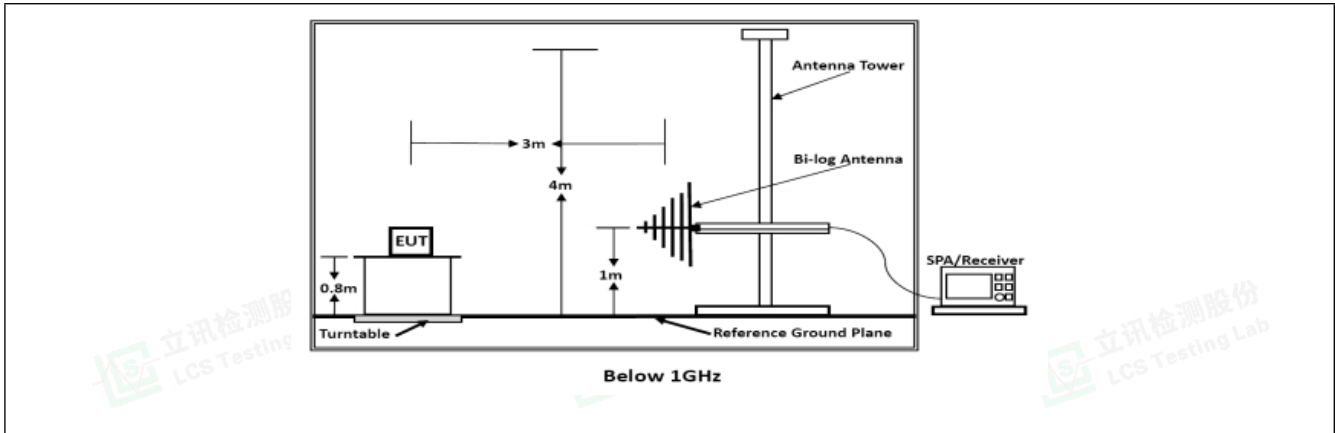 Antenna Tower
3m
Bi-log Antenna
4m
EUT
SPA/Receiver
1m
0.8m
Turntable
Reference Ground Plane
Below 1GHz
立讯检测股
LCS Testing
立讯检测股份
LCS Testing Lab